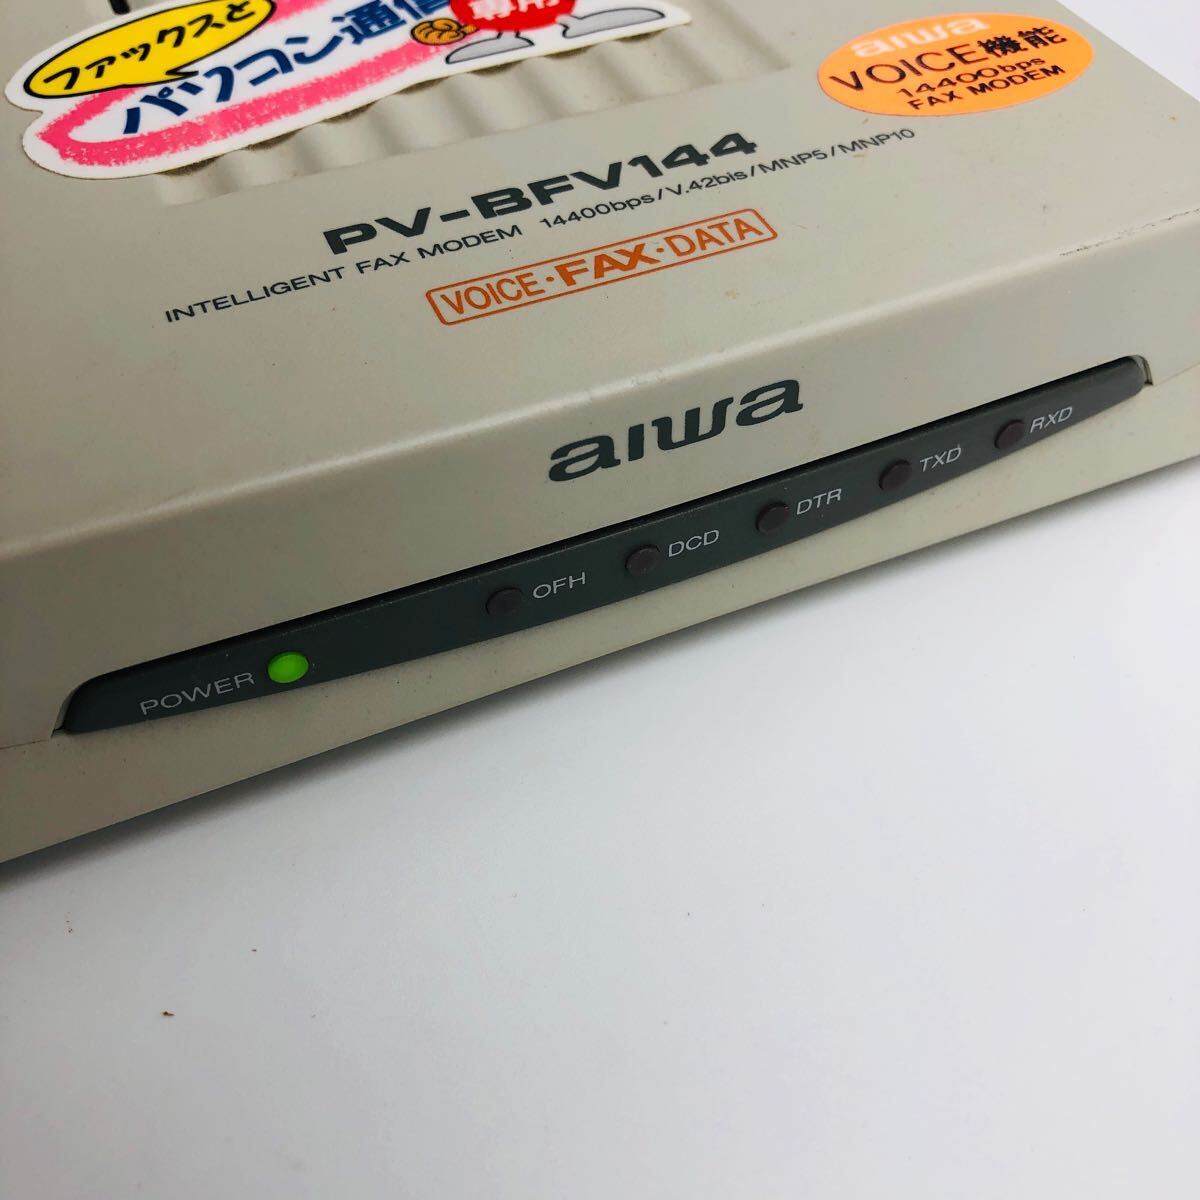 ファックスと
パソコン通信
専用
aiwa
VOICE機能
14400bps
FAX MODEM
PV-BFV144
INTELLIGENT FAX MODEM 14400bps/V.42bis/MNP5/MNP10
VOICE・FAX・DATA
aiwa
POWER OFH DCD DTR TXD RXD